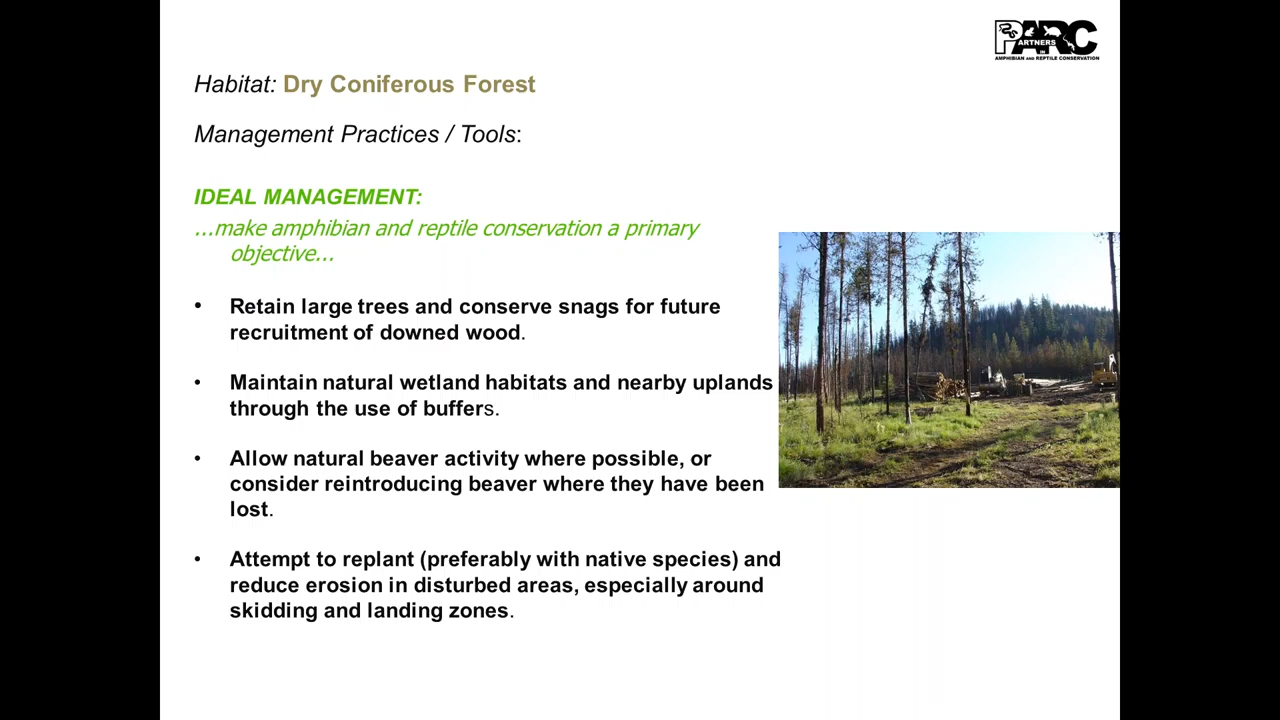 PARC
PARTNERS
IN
AMPHIBIAN AND REPTILE CONSERVATION
Habitat: Dry Coniferous Forest
Management Practices / Tools:
IDEAL MANAGEMENT:
...make amphibian and reptile conservation a primary
objective...
• Retain large trees and conserve snags for future
recruitment of downed wood.
• Maintain natural wetland habitats and nearby uplands
through the use of buffers.
• Allow natural beaver activity where possible, or
consider reintroducing beaver where they have been
lost.
• Attempt to replant (preferably with native species) and
reduce erosion in disturbed areas, especially around
skidding and landing zones.